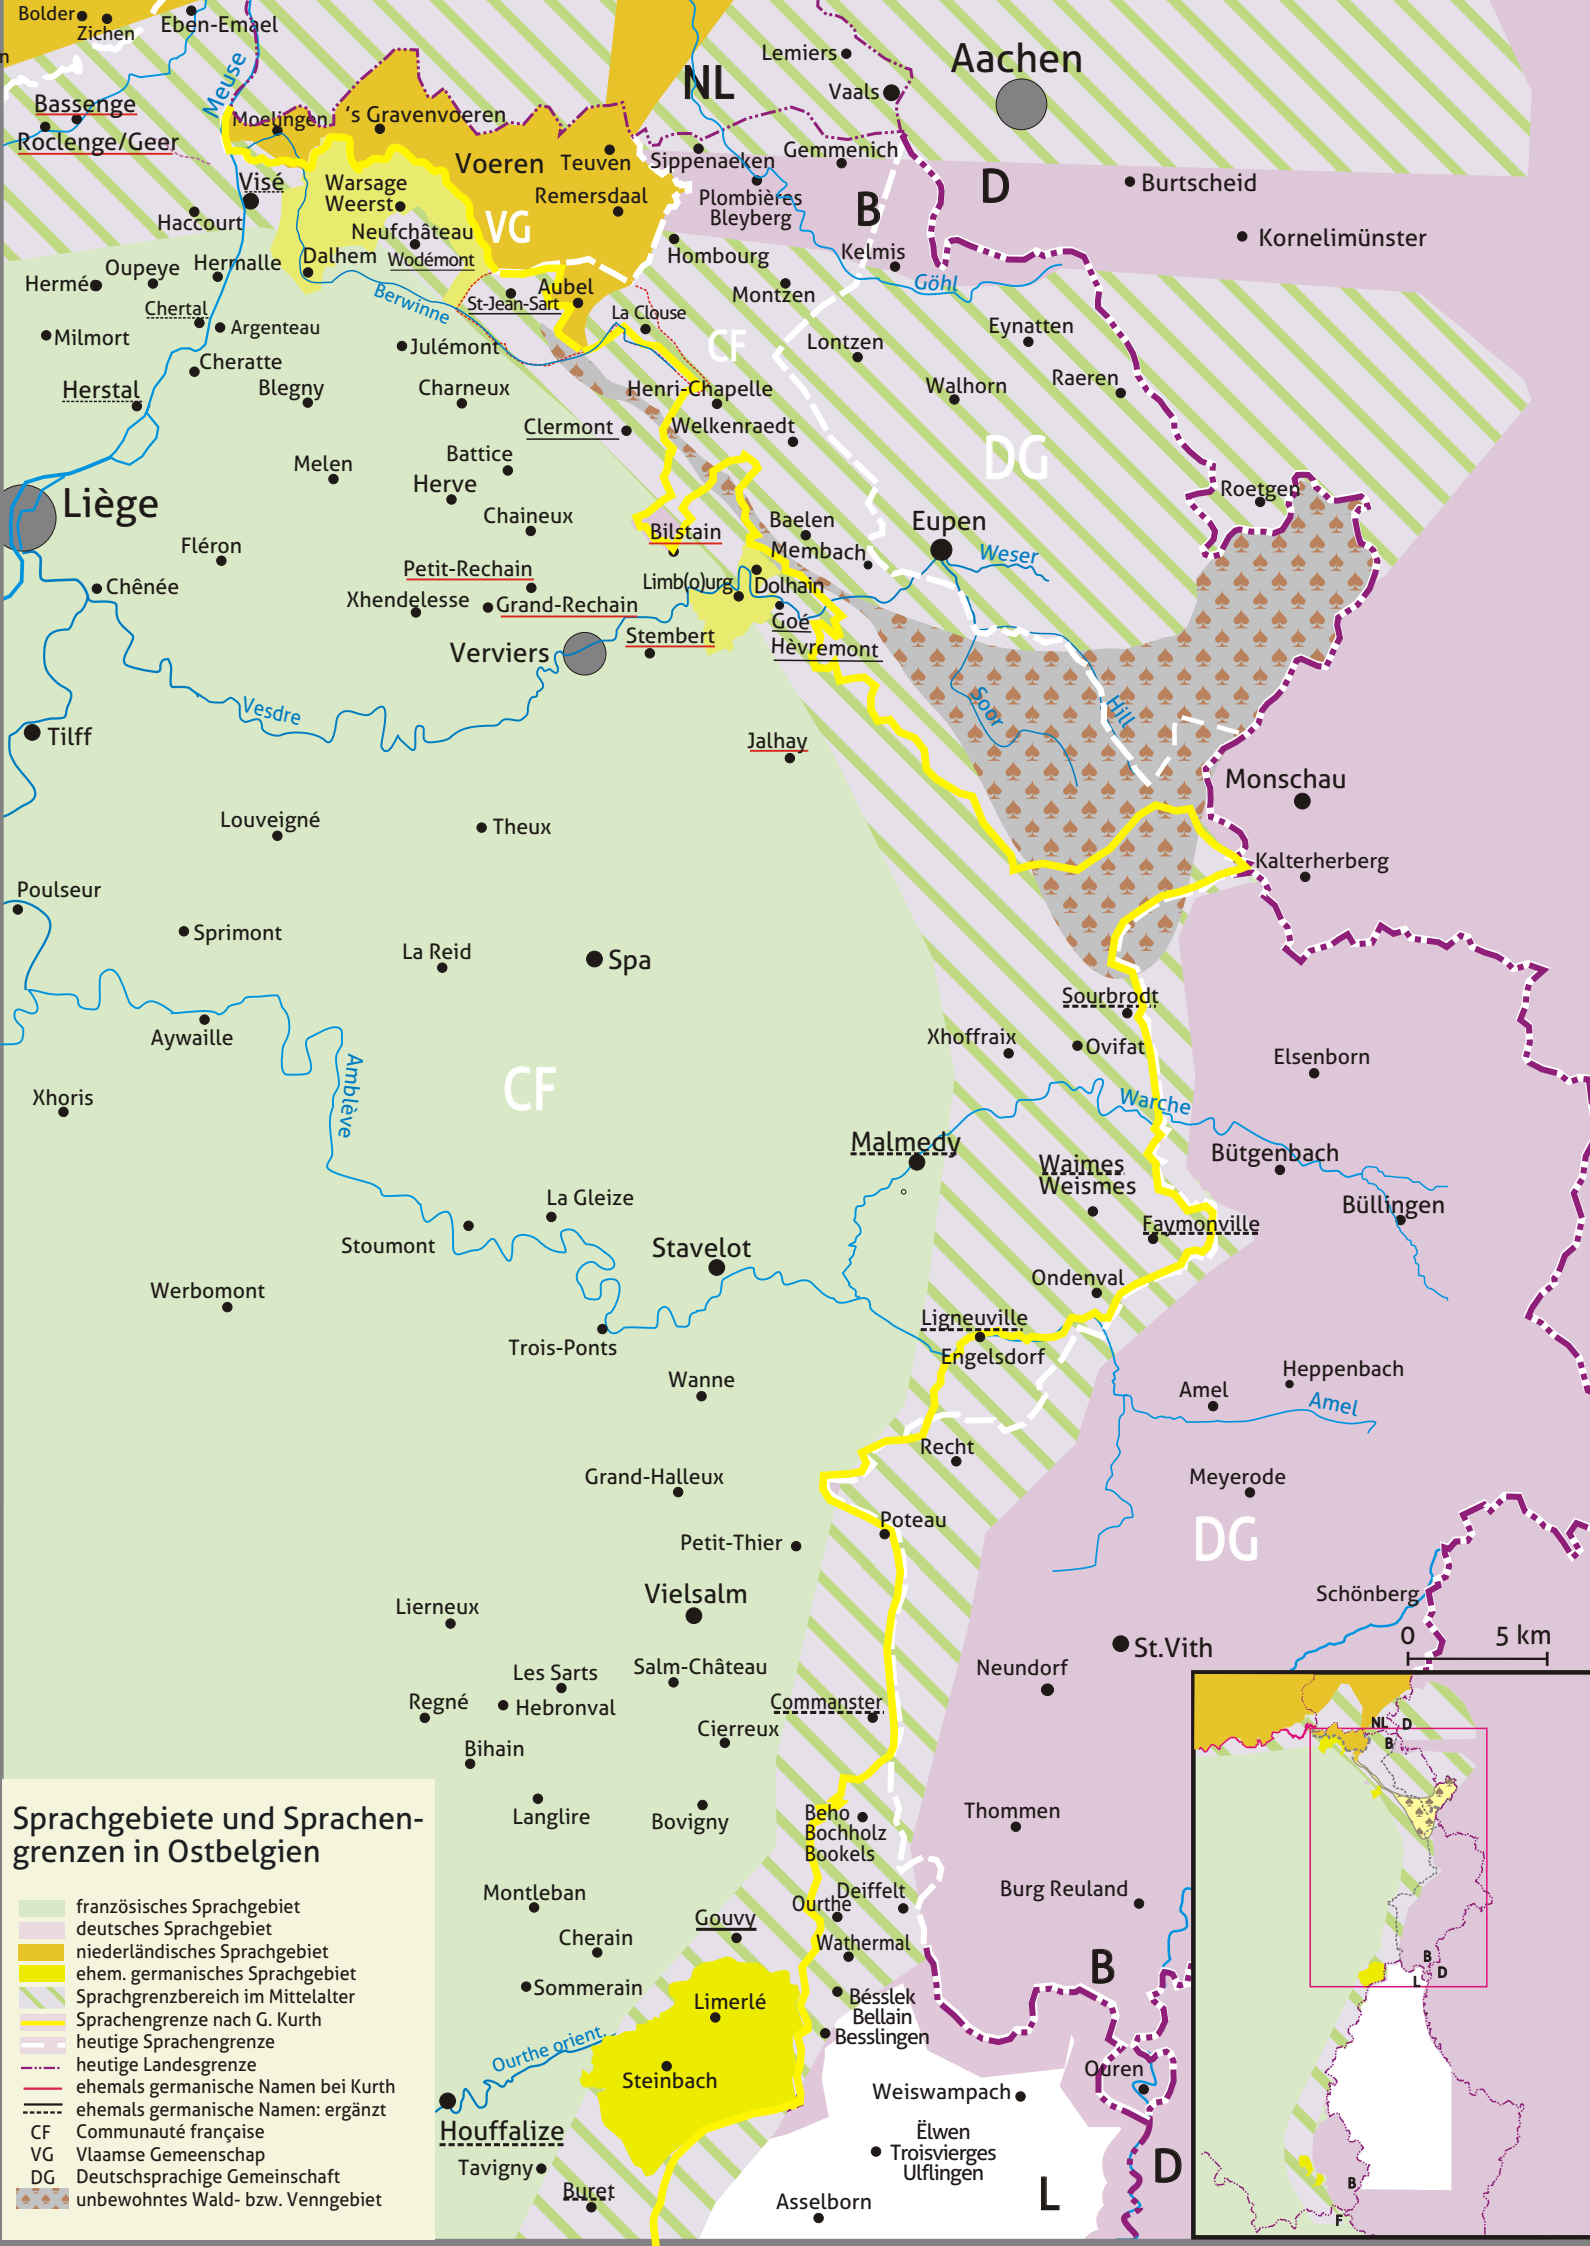 Bolder
Zichen
Eben-Emael
n
Meuse
Bassenge
Roclenge/Geer
Moelingen
's Gravenvoeren
NL
Lemiers
Vaals
Aachen
Voeren
Teuven
Remersdaal
VG
Sippenaeken
Gemmenich
Plombières
Bleyberg
B
D
Burtscheid
Kornelimünster
Visé
Haccourt
Warsage
Weerst
Neufchâteau
Wodémont
Dalhem
Hombourg
Kelmis
Göhl
Montzen
Hermée
Oupeye
Hermalle
Chertal
Argenteau
Milmort
Cheratte
Herstal
Blegny
Berwinne
St-Jean-Sart
Aubel
La Clouse
CF
Lontzen
Eynatten
Julémont
Charneux
Henri-Chapelle
Walhorn
Raeren
Clermont
Welkenraedt
DG
Battice
Melen
Herve
Chaineux
Liège
Roetgen
Bilstain
Baelen
Membach
Eupen
Weser
Fléron
Chênée
Petit-Rechain
Xhendelesse
Grand-Rechain
Limb(o)urg
Dolhain
Goé
Stembert
Hèvremont
Verviers
Vesdre
Soor
Hill
Tilff
Jalhay
Monschau
Louveigné
Theux
Kalterherberg
Poulseur
Sprimont
La Reid
Spa
Sourbrodt
Aywaille
Xhoffraix
Ovifat
Elsenborn
Xhoris
Amblève
CF
Warche
Malmedy
Waimes
Weismes
Bütgenbach
Büllingen
La Gleize
Stoumont
Stavelot
Faymonville
Ondenval
Werbomont
Trois-Ponts
Ligneuville
Engelsdorf
Wanne
Heppenbach
Amel
Amel
Recht
Grand-Halleux
Meyerode
Poteau
Petit-Thier
DG
Vielsalm
Lierneux
Schönberg
St.Vith
0 5 km
Les Sarts
Salm-Château
Neundorf
Regné
Hebronval
Commanster
Cierreux
Bihain
Langlire
Bovigny
Beho
Bochholz
Bookels
Thommen
Montleban
Ourthe
Deiffelt
Burg Reuland
Gouvy
Cherain
Wathermal
B
Sommerain
Limerlé
Bésslek
Bellain
Besslingen
Ourthe orient.
Steinbach
Ouren
Weiswampach
Houffalize
Ëlwen
Troisvierges
Ulflingen
Tavigny
Buret
Asselborn
L
D
Sprachgebiete und Sprachen-
grenzen in Ostbelgien
französisches Sprachgebiet
deutsches Sprachgebiet
niederländisches Sprachgebiet
ehem. germanisches Sprachgebiet
Sprachgrenzbereich im Mittelalter
Sprachengrenze nach G. Kurth
heutige Sprachengrenze
heutige Landesgrenze
ehemals germanische Namen bei Kurth
ehemals germanische Namen: ergänzt
CF Communauté française
VG Vlaamse Gemeenschap
DG Deutschsprachige Gemeinschaft
unbewohntes Wald- bzw. Venngebiet
NL
D
B
B
D
L
B
F